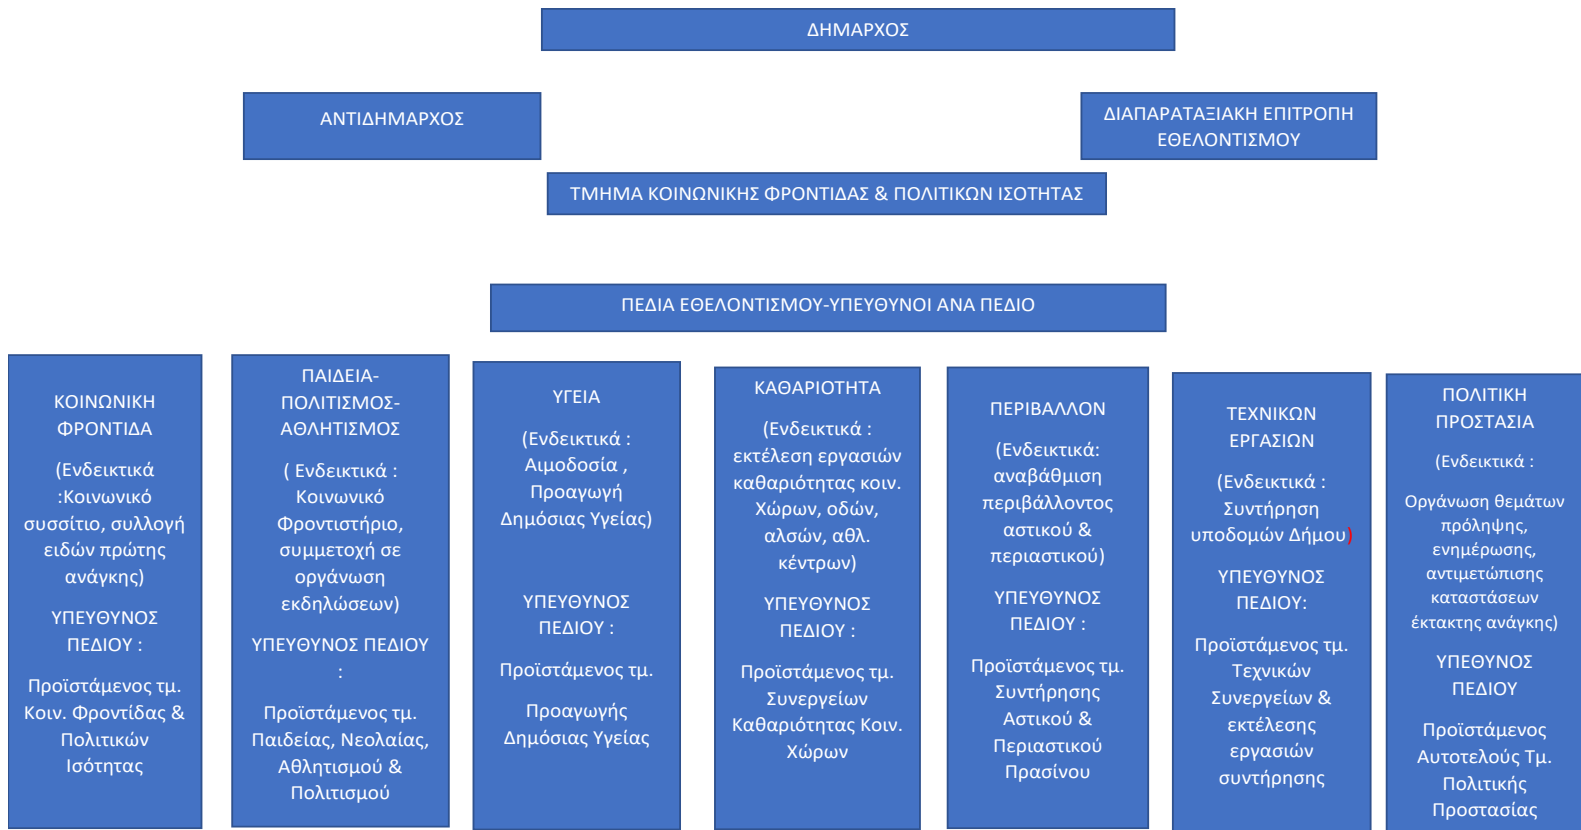 ΔΗΜΑΡΧΟΣ
ΑΝΤΙΔΗΜΑΡΧΟΣ
ΔΙΑΠΑΡΑΤΑΞΙΑΚΗ ΕΠΙΤΡΟΠΗ
ΕΘΕΛΟΝΤΙΣΜΟΥ
ΤΜΗΜΑ ΚΟΙΝΩΝΙΚΗΣ ΦΡΟΝΤΙΔΑΣ & ΠΟΛΙΤΙΚΩΝ ΙΣΟΤΗΤΑΣ
ΠΕΔΙΑ ΕΘΕΛΟΝΤΙΣΜΟΥ-ΥΠΕΥΘΥΝΟΙ ΑΝΑ ΠΕΔΙΟ
ΚΟΙΝΩΝΙΚΗ
ΦΡΟΝΤΙΔΑ
(Ενδεικτικά
:Κοινωνικό
συσσίτιο, συλλογή
ειδών πρώτης
ανάγκης)
ΥΠΕΥΘΥΝΟΣ
ΠΕΔΙΟΥ :
Προϊστάμενος τμ.
Κοιν. Φροντίδας &
Πολιτικών
Ισότητας
ΠΑΙΔΕΙΑ-
ΠΟΛΙΤΙΣΜΟΣ-
ΑΘΛΗΤΙΣΜΟΣ
( Ενδεικτικά :
Κοινωνικό
Φροντιστήριο,
συμμετοχή σε
οργάνωση
εκδηλώσεων)
ΥΠΕΥΘΥΝΟΣ ΠΕΔΙΟΥ
:
Προϊστάμενος τμ.
Παιδείας, Νεολαίας,
Αθλητισμού &
Πολιτισμού
ΥΓΕΙΑ
(Ενδεικτικά :
Αιμοδοσία ,
Προαγωγή
Δημόσιας Υγείας)
ΥΠΕΥΘΥΝΟΣ
ΠΕΔΙΟΥ :
Προϊστάμενος τμ.
Προαγωγής
Δημόσιας Υγείας
ΚΑΘΑΡΙΟΤΗΤΑ
(Ενδεικτικά :
εκτέλεση εργασιών
καθαριότητας κοιν.
Χώρων, οδών,
αλσών, αθλ.
κέντρων)
ΥΠΕΥΘΥΝΟΣ
ΠΕΔΙΟΥ :
Προϊστάμενος τμ.
Συνεργείων
Καθαριότητας Κοιν.
Χώρων
ΠΕΡΙΒΑΛΛΟΝ
(Ενδεικτικά:
αναβάθμιση
περιβάλλοντος
αστικού &
περιαστικού)
ΥΠΕΥΘΥΝΟΣ
ΠΕΔΙΟΥ :
Προϊστάμενος τμ.
Συντήρησης
Αστικού &
Περιαστικού
Πρασίνου
ΤΕΧΝΙΚΩΝ
ΕΡΓΑΣΙΩΝ
(Ενδεικτικά :
Συντήρηση
υποδομών Δήμου)
ΥΠΕΥΘΥΝΟΣ
ΠΕΔΙΟΥ:
Προϊστάμενος τμ.
Τεχνικών
Συνεργείων &
εκτέλεσης
εργασιών
συντήρησης
ΠΟΛΙΤΙΚΗ
ΠΡΟΣΤΑΣΙΑ
(Ενδεικτικά :
Οργάνωση θεμάτων
πρόληψης,
ενημέρωσης,
αντιμετώπισης
καταστάσεων
έκτακτης ανάγκης)
ΥΠΕΘΥΝΟΣ
ΠΕΔΙΟΥ
Προϊστάμενος
Αυτοτελούς Τμ.
Πολιτικής
Προστασίας